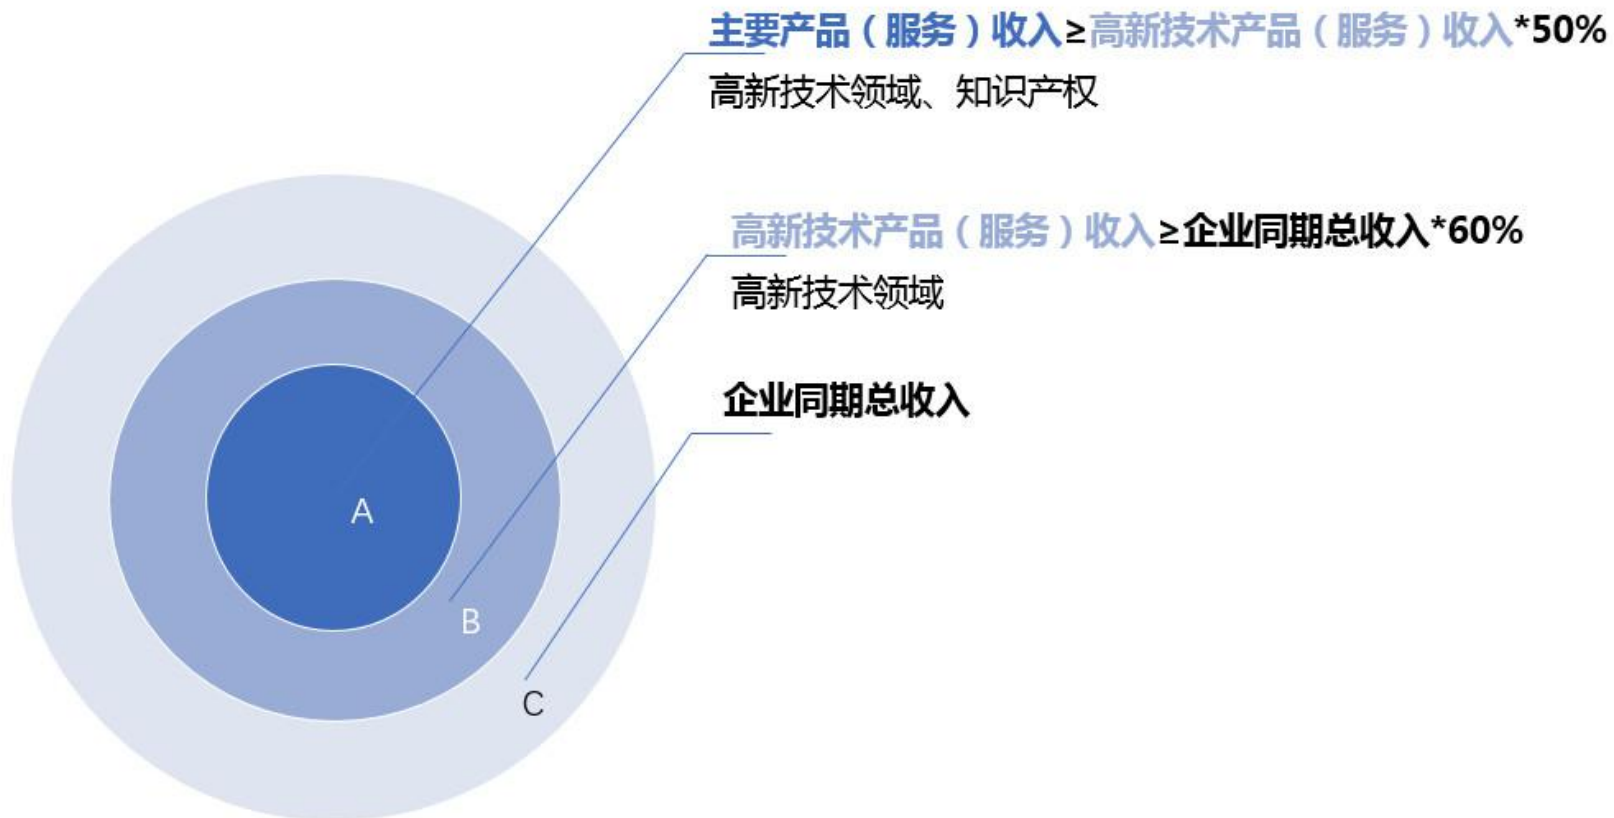 主要产品（服务）收入≥高新技术产品（服务）收入*50%
高新技术领域、知识产权
高新技术产品（服务）收入≥企业同期总收入*60%
高新技术领域
企业同期总收入
A
B
C